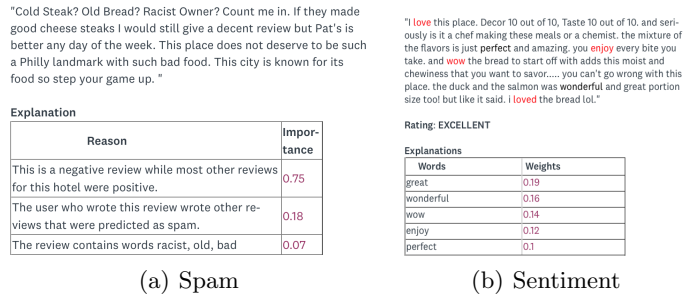 "Cold Steak? Old Bread? Racist Owner? Count me in. If they made
good cheese steaks I would still give a decent review but Pat's is
better any day of the week. This place does not deserve to be such
a Philly landmark with such bad food. This city is known for its
food so step your game up. "
Explanation
Reason Impor-
tance
This is a negative review while most other reviews
for this hotel were positive. 0.75
The user who wrote this review wrote other re-
views that were predicted as spam. 0.18
The review contains words racist, old, bad 0.07
(a) Spam
"I love this place. Decor 10 out of 10, Taste 10 out of 10. and seri-
ously is it a chef making these meals or a chemist. the mixture of
the flavors is just perfect and amazing. you enjoy every bite you
take. and wow the bread to start off with adds this moist and
chewiness that you want to savor..... you can't go wrong with this
place. the duck and the salmon was wonderful and great portion
size too! but like it said. i loved the bread lol."
Rating: EXCELLENT
Explanations
Words Weights
great 0.19
wonderful 0.16
wow 0.14
enjoy 0.12
perfect 0.1
(b) Sentiment